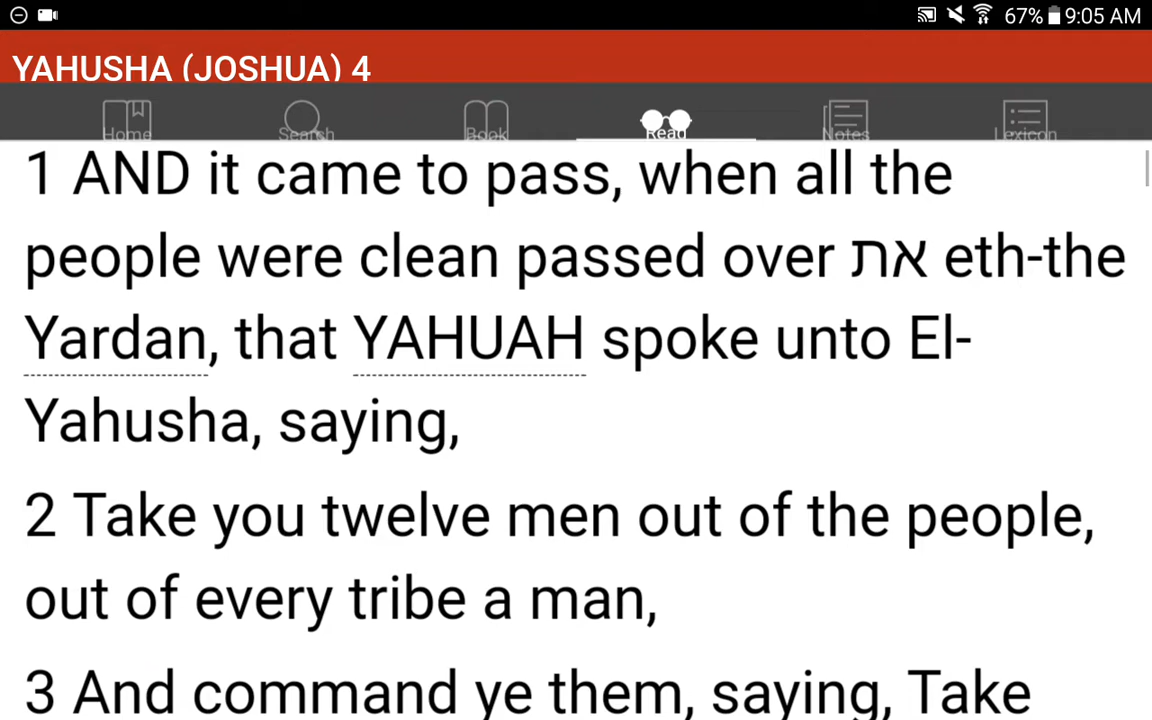 67% 9:05 AM
YAHUSHA (JOSHUA) 4
Home Search Book Read Notes Lexicon
1 AND it came to pass, when all the
people were clean passed over את eth-the
Yardan, that YAHUAH spoke unto El-
Yahusha, saying,
2 Take you twelve men out of the people,
out of every tribe a man,
3 And command ye them, saying, Take